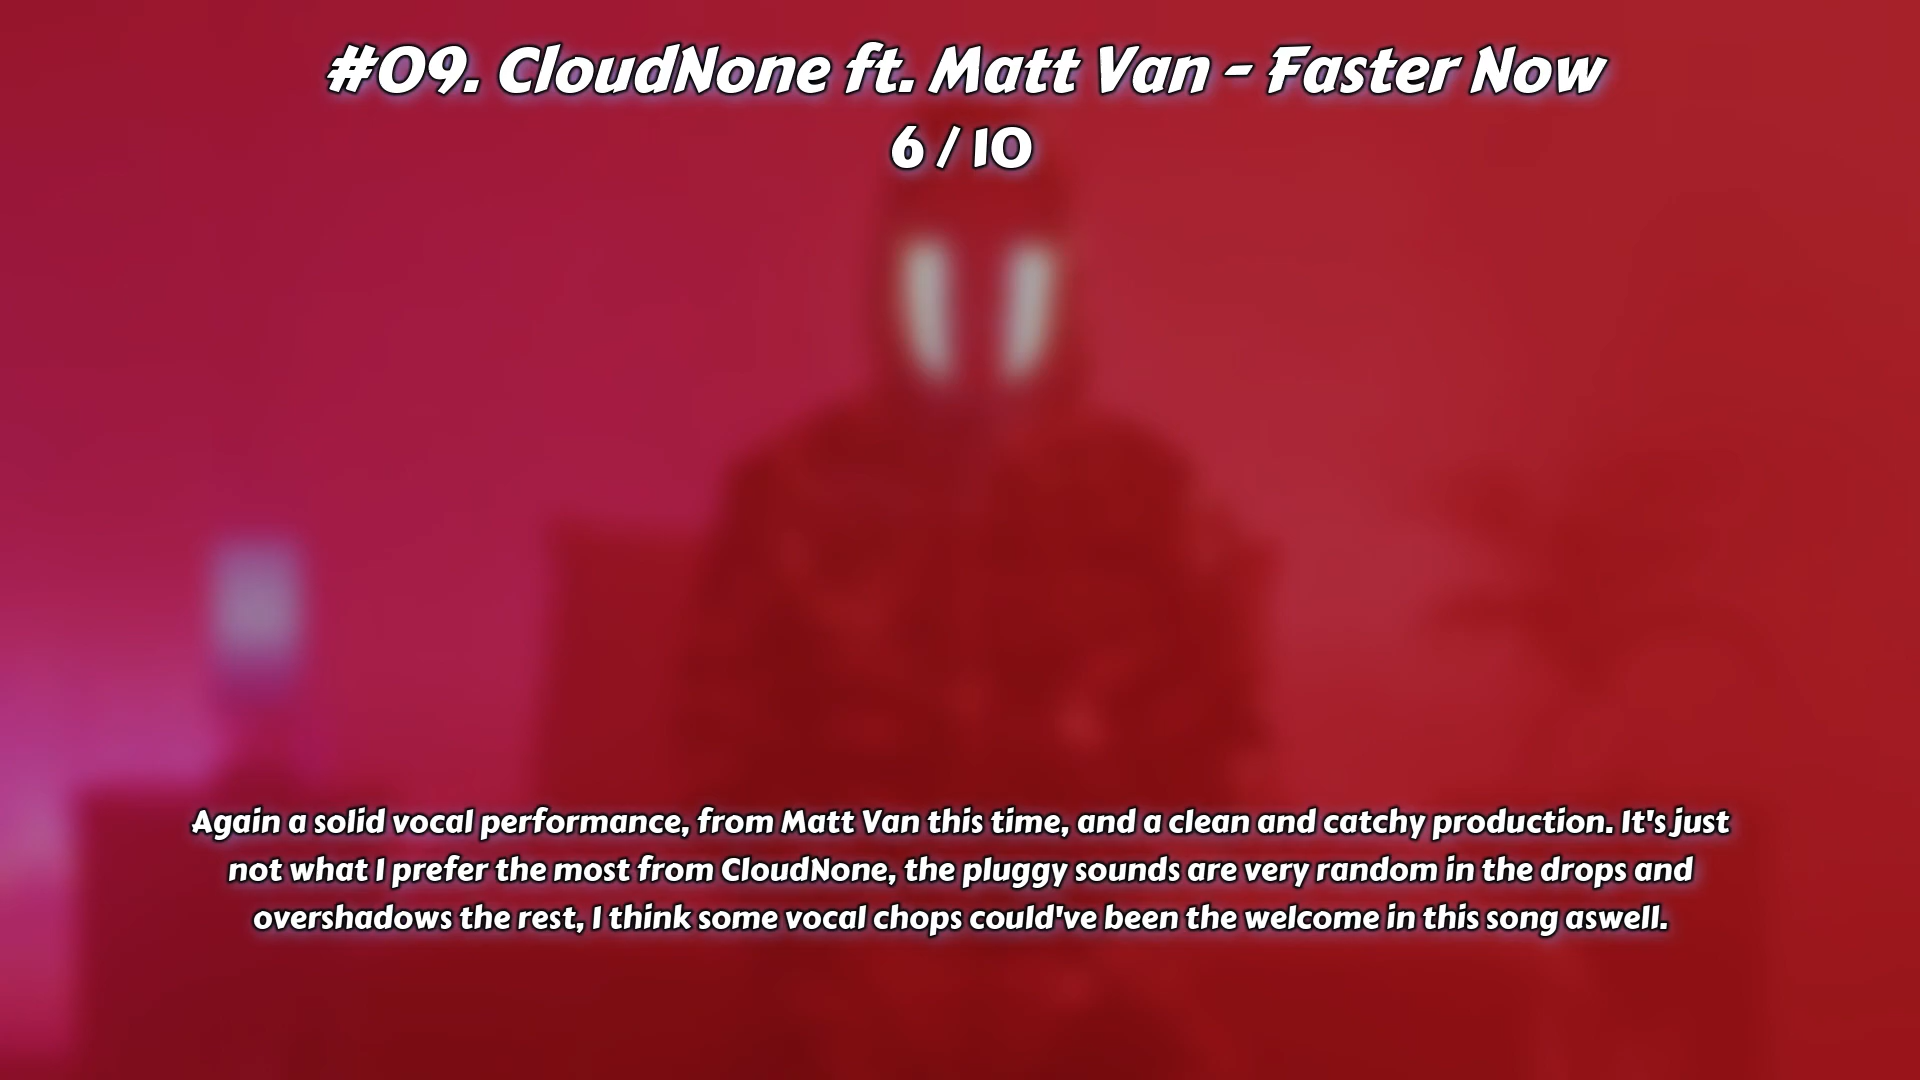 #09. CloudNone ft. Matt Van - Faster Now
6 / 10
Again a solid vocal performance, from Matt Van this time, and a clean and catchy production. It's just
not what I prefer the most from CloudNone, the pluggy sounds are very random in the drops and
overshadows the rest, I think some vocal chops could've been the welcome in this song aswell.